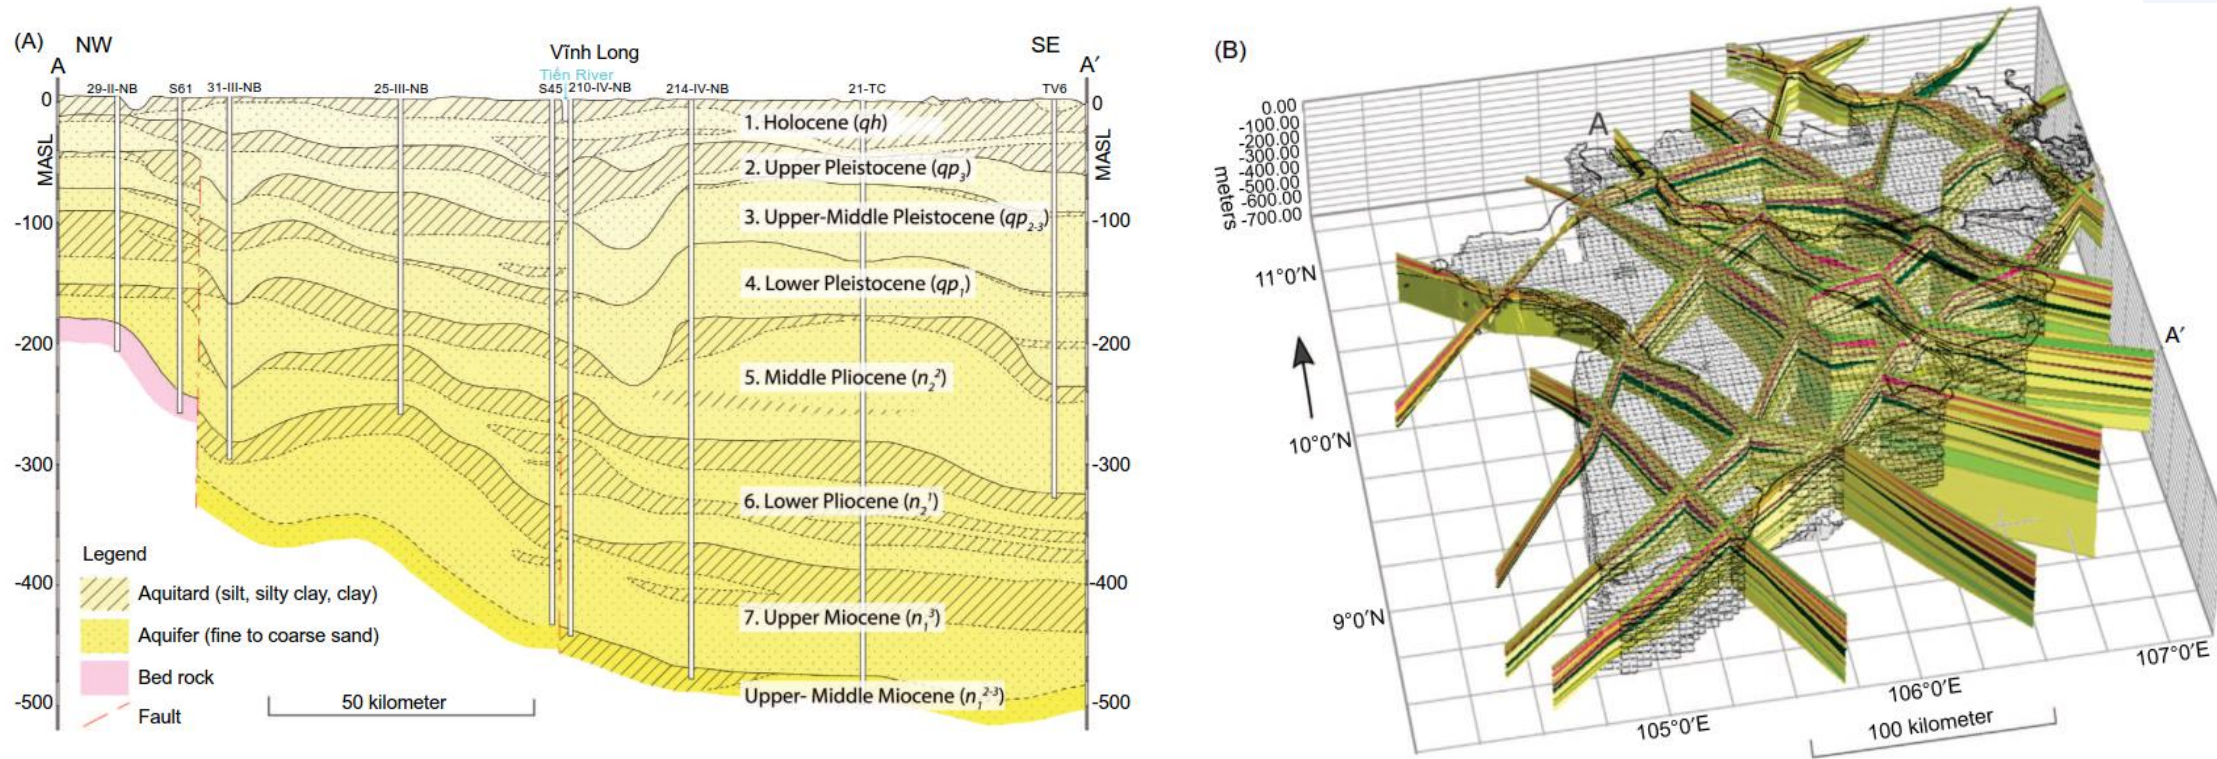 (A) NW
Vĩnh Long
SE
A
Tiền River
A′
29-II-NB S61 31-III-NB 25-III-NB S45 210-IV-NB 214-IV-NB 21-TC TV6
0
-100
-200
-300
-400
-500
MASL
1. Holocene (qh)
2. Upper Pleistocene (qp3)
3. Upper-Middle Pleistocene (qp2-3)
4. Lower Pleistocene (qp1)
5. Middle Pliocene (n2²)
6. Lower Pliocene (n2¹)
7. Upper Miocene (n1³)
Upper- Middle Miocene (n1²⁻³)
0
-100
-200
-300
-400
-500
MASL
Legend
Aquitard (silt, silty clay, clay)
Aquifer (fine to coarse sand)
Bed rock
Fault
50 kilometer
(B)
0.00
-100.00
-200.00
-300.00
-400.00
-500.00
-600.00
-700.00
meters
A
A′
11°0′N
10°0′N
9°0′N
105°0′E
106°0′E
107°0′E
100 kilometer